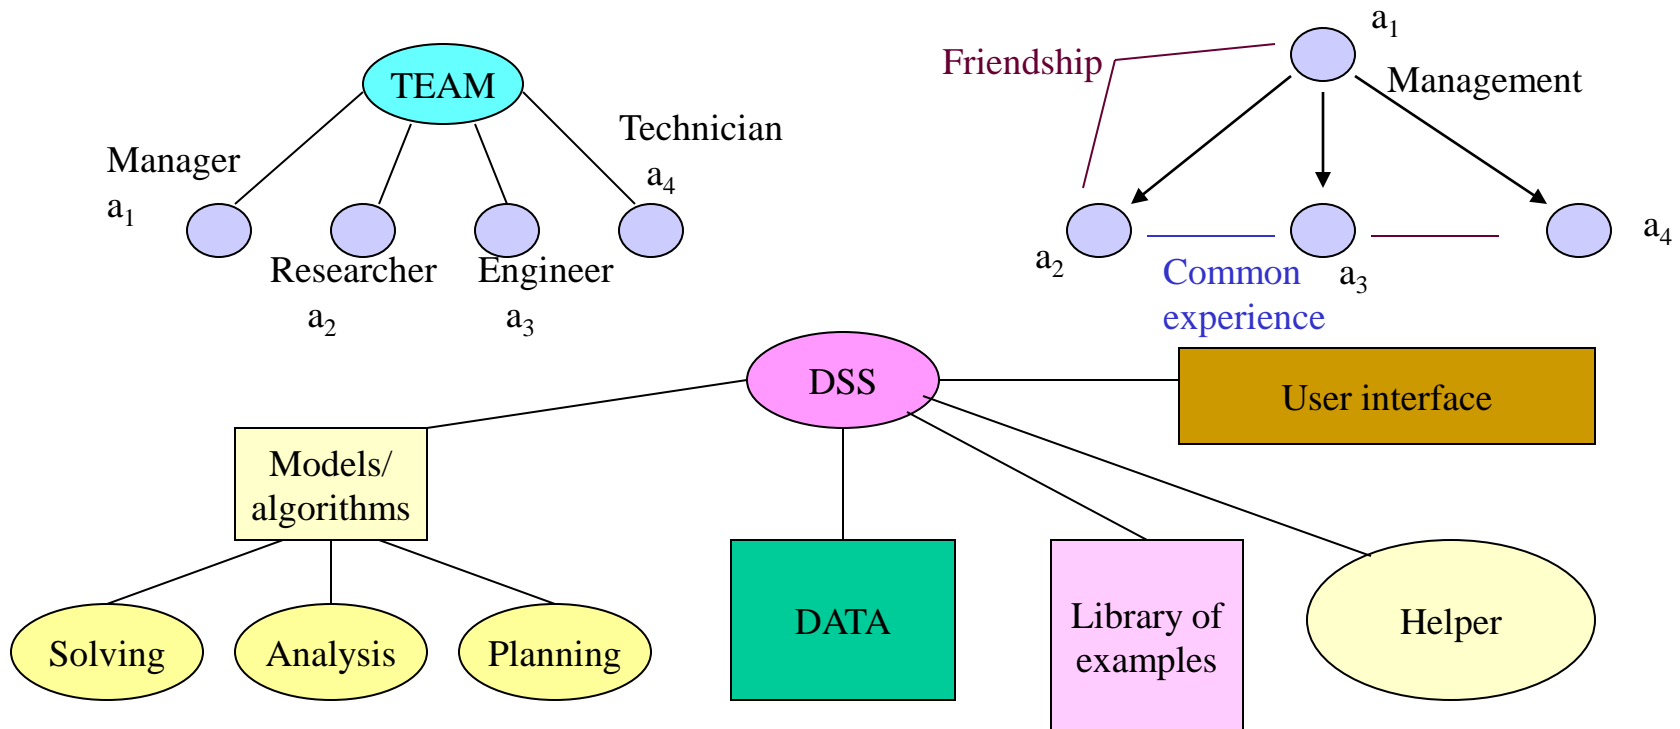 TEAM
Manager
a₁
Technician
a₄
Researcher
a₂
Engineer
a₃
a₁
Friendship
Management
a₂
Common
experience
a₃
a₄
DSS
User interface
Models/
algorithms
Solving
Analysis
Planning
DATA
Library of
examples
Helper